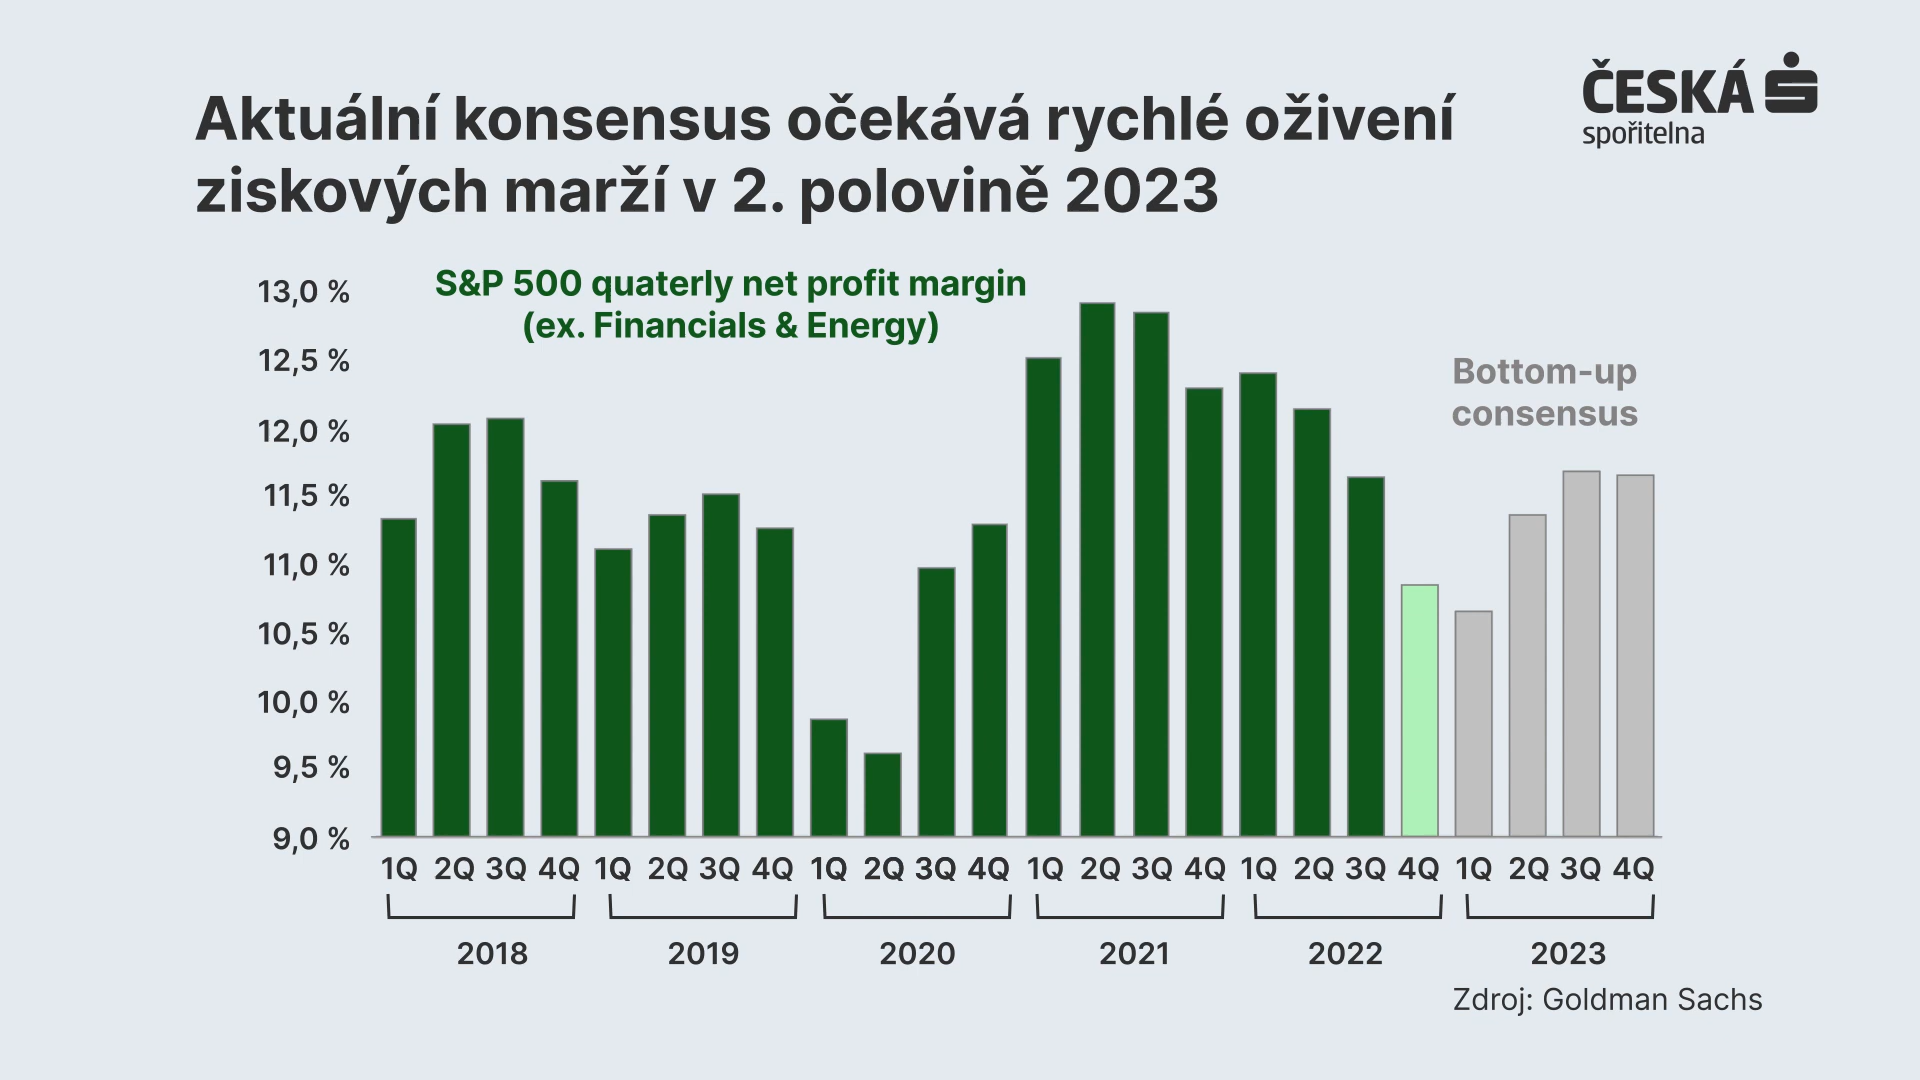 ČESKÁ
spořitelna
Aktuální konsensus očekává rychlé oživení
ziskových marží v 2. polovině 2023
S&P 500 quaterly net profit margin
(ex. Financials & Energy)
Bottom-up
consensus
13,0 %
12,5 %
12,0 %
11,5 %
11,0 %
10,5 %
10,0 %
9,5 %
9,0 %
1Q 2Q 3Q 4Q 1Q 2Q 3Q 4Q 1Q 2Q 3Q 4Q 1Q 2Q 3Q 4Q 1Q 2Q 3Q 4Q 1Q 2Q 3Q 4Q
2018 2019 2020 2021 2022 2023
Zdroj: Goldman Sachs